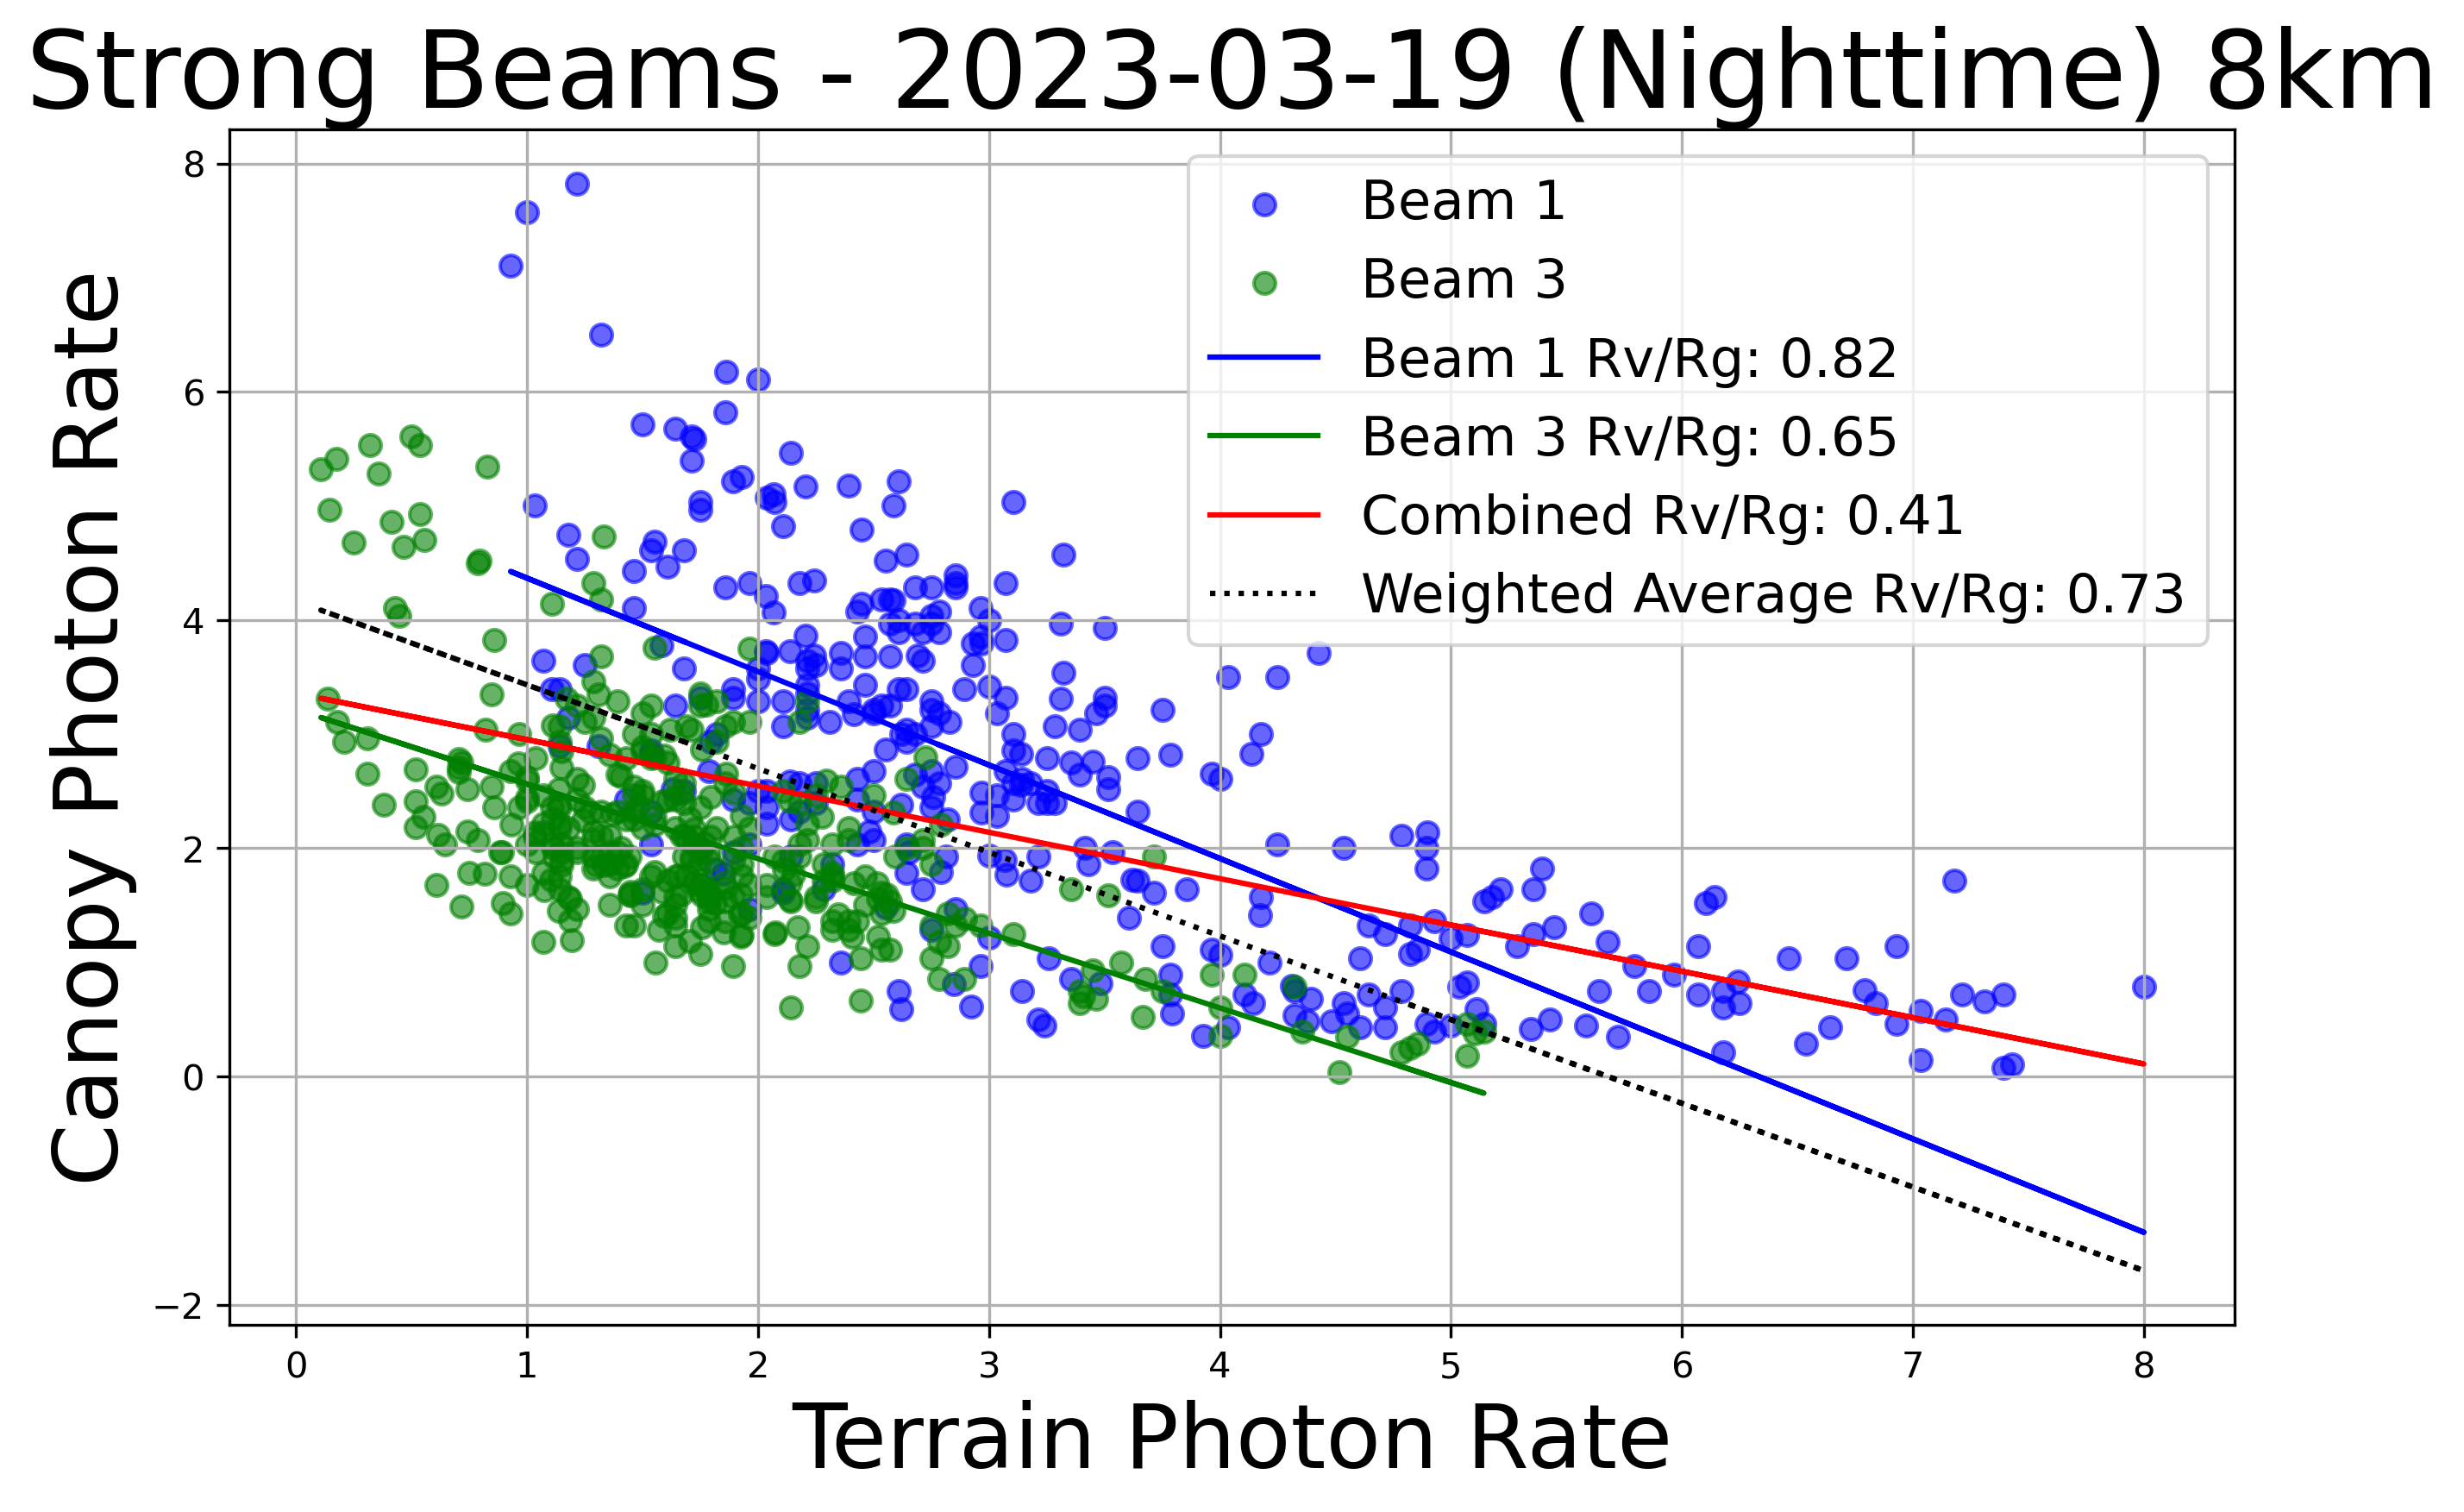 Strong Beams - 2023-03-19 (Nighttime) 8km
Canopy Photon Rate
8
6
4
2
0
−2
Beam 1
Beam 3
Beam 1 Rv/Rg: 0.82
Beam 3 Rv/Rg: 0.65
Combined Rv/Rg: 0.41
Weighted Average Rv/Rg: 0.73
0 1 2 3 4 5 6 7 8
Terrain Photon Rate